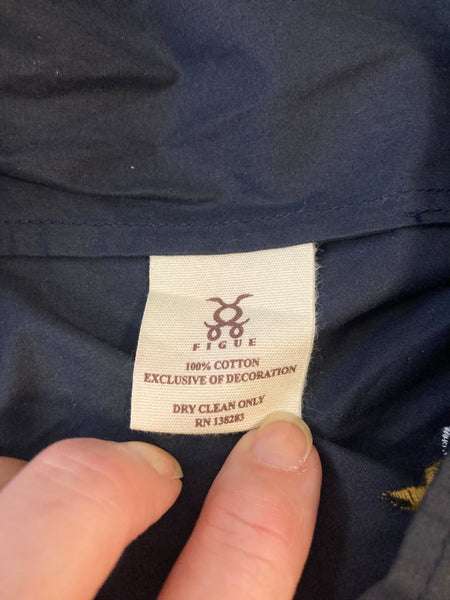 FIGUE
100% COTTON
EXCLUSIVE OF DECORATION
DRY CLEAN ONLY
RN 138283